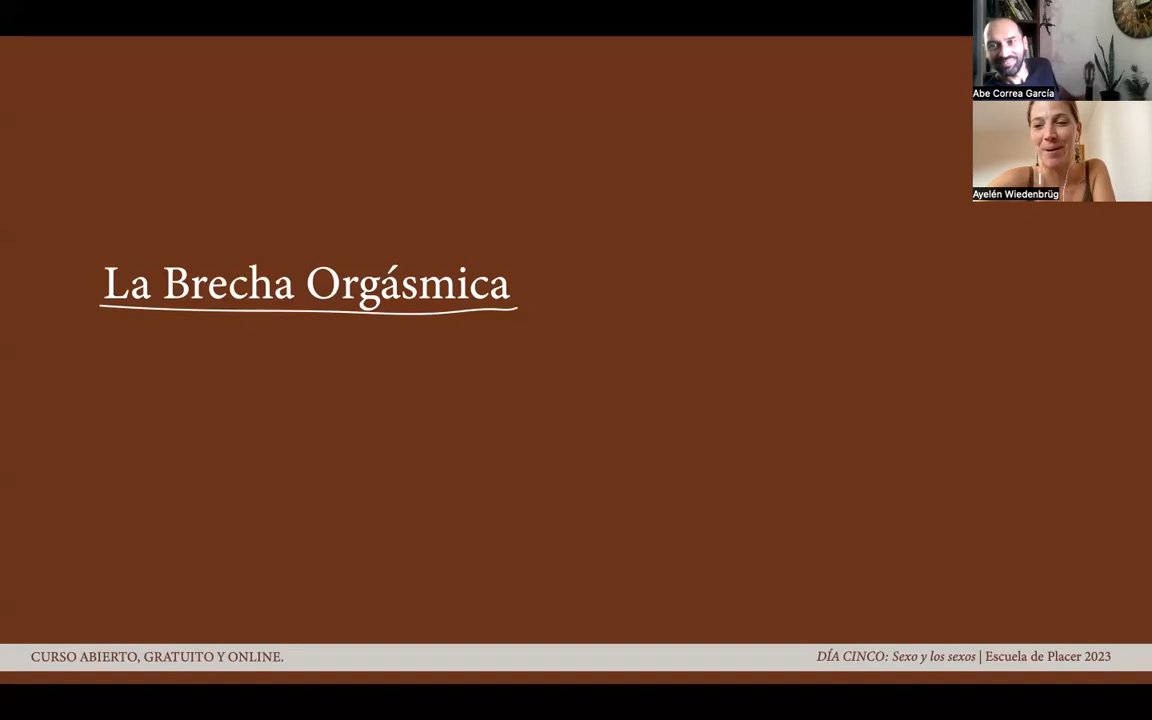 Abe Correa García
Ayelén Wiedenbrüg
La Brecha Orgásmica
CURSO ABIERTO, GRATUITO Y ONLINE.
DÍA CINCO: Sexo y los sexos | Escuela de Placer 2023